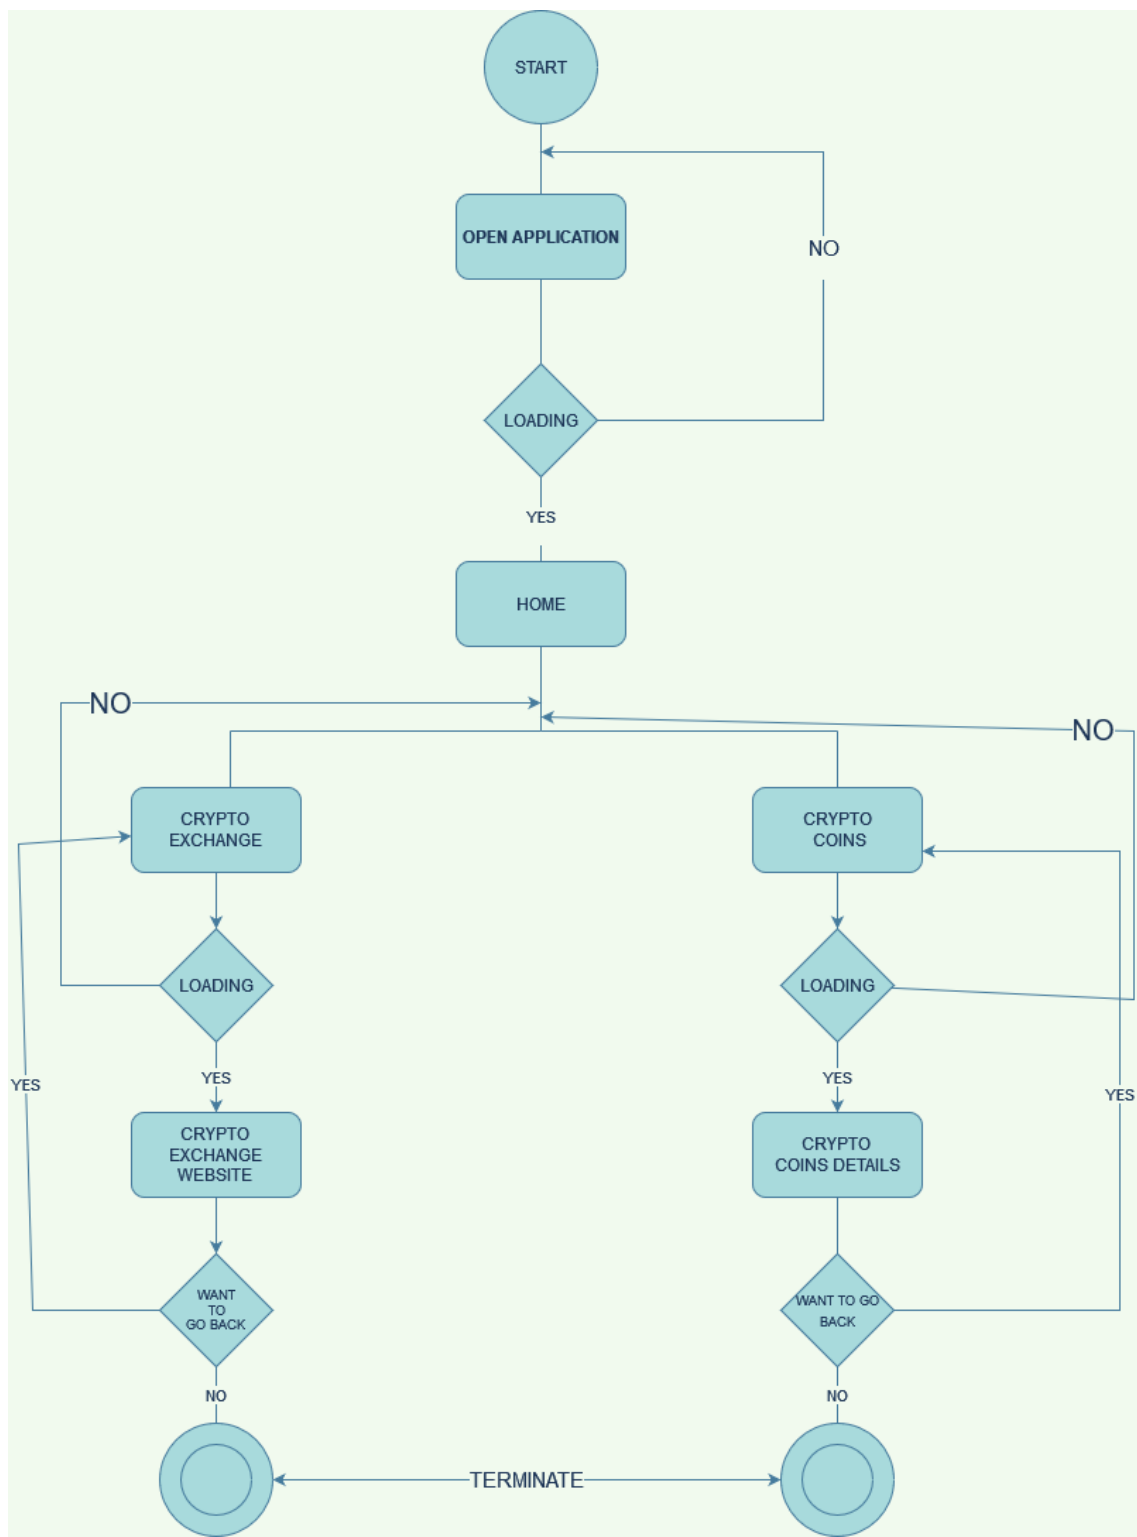 START
OPEN APPLICATION
NO
LOADING
YES
HOME
NO
NO
CRYPTO
EXCHANGE
CRYPTO
COINS
LOADING
LOADING
YES
YES
YES
YES
CRYPTO
EXCHANGE
WEBSITE
CRYPTO
COINS DETAILS
WANT
TO
GO BACK
WANT TO GO
BACK
NO
NO
TERMINATE